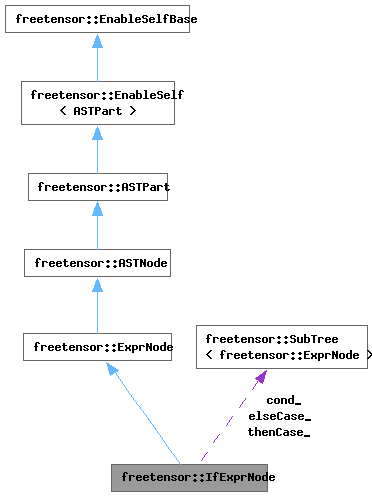 freetensor::EnableSelfBase
freetensor::EnableSelf
< ASTPart >
freetensor::ASTPart
freetensor::ASTNode
freetensor::ExprNode
freetensor::SubTree
< freetensor::ExprNode >
cond_
elseCase_
thenCase_
freetensor::IfExprNode